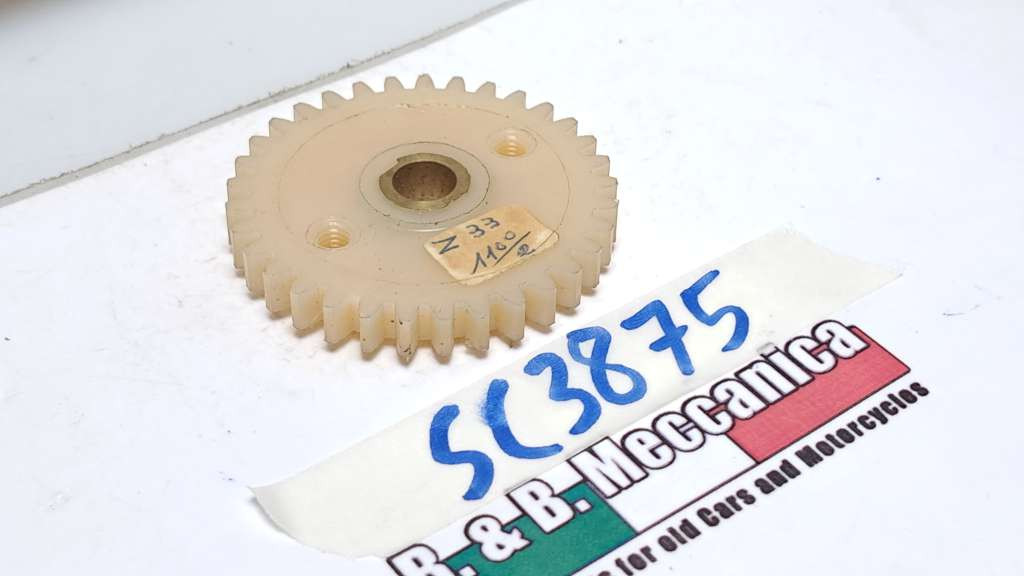 Z 33
1100/
SC3875
R. & B. Meccanica
for old Cars and Motorcycles